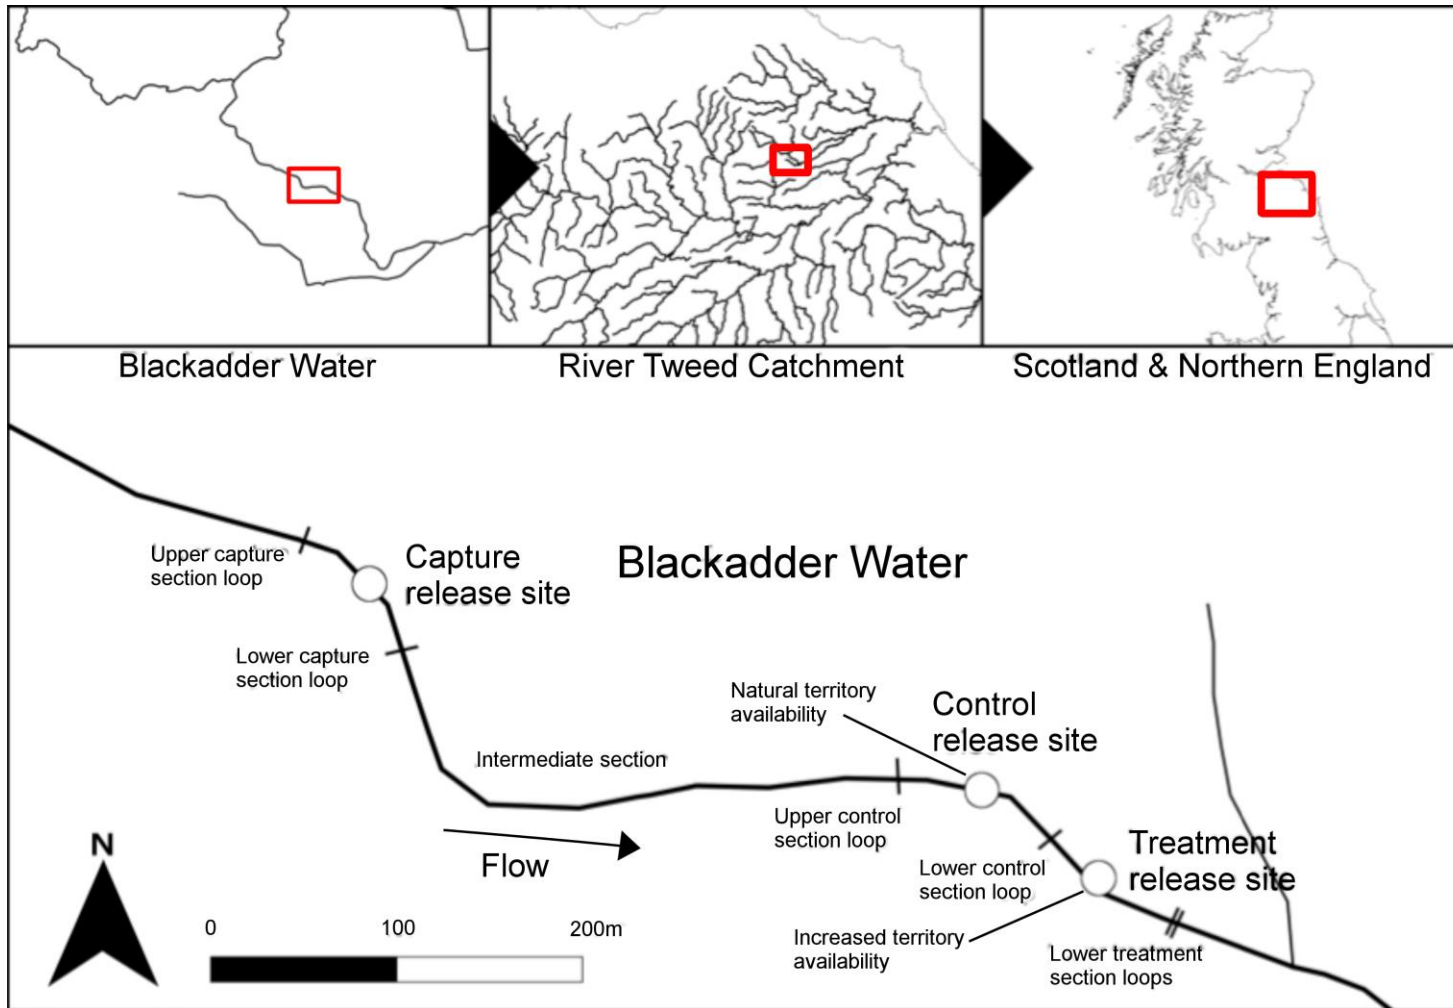 Blackadder Water
River Tweed Catchment
Scotland & Northern England
Upper capture
section loop
Capture
release site
Blackadder Water
Lower capture
section loop
Natural territory
availability
Control
release site
Intermediate section
Upper control
section loop
Flow
N
Treatment
release site
Lower control
section loop
0
100
200m
Increased territory
availability
Lower treatment
section loops